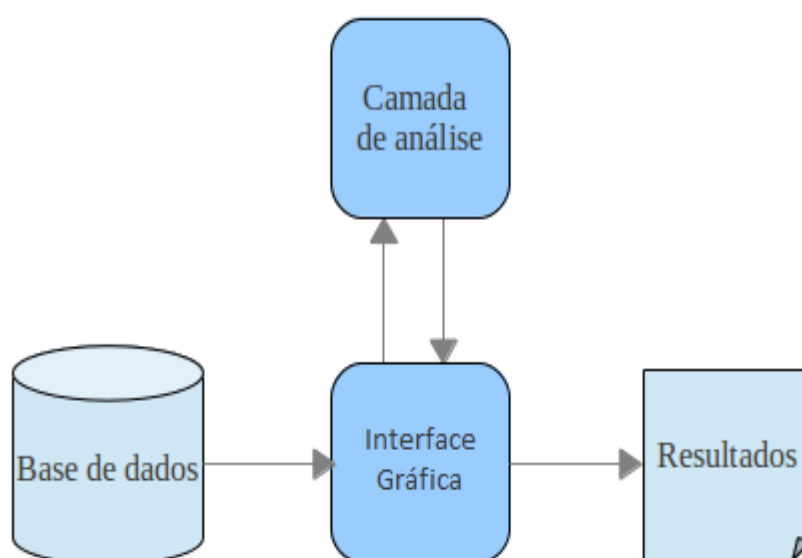 Camada
de análise
Base de dados
Interface
Gráfica
Resultados